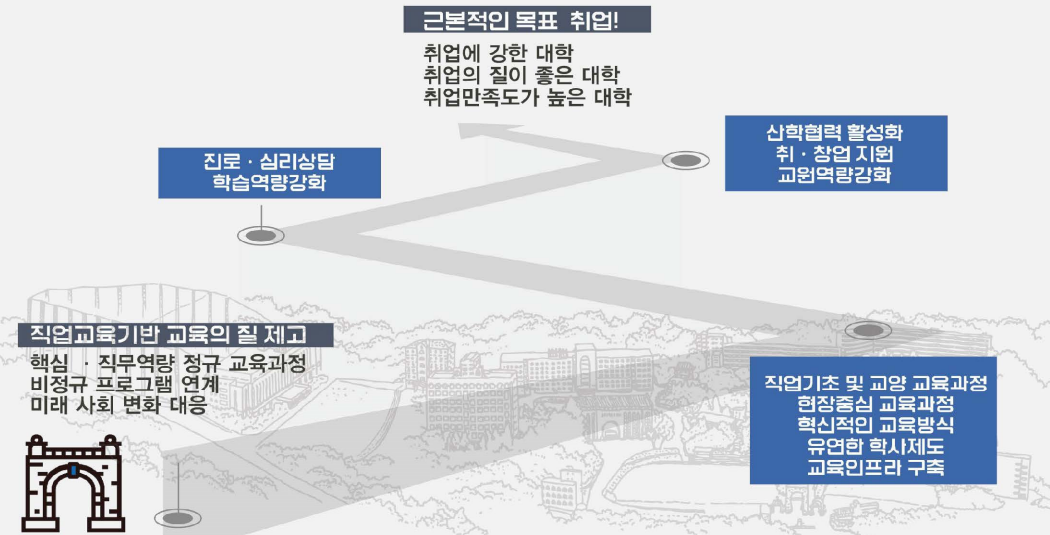 근본적인 목표 취업!
취업에 강한 대학
취업의 질이 좋은 대학
취업만족도가 높은 대학
산학협력 활성화
취 · 창업 지원
교원역량강화
진로 · 심리상담
학습역량강화
직업교육기반 교육의 질 제고
핵심 · 직무역량 정규 교육과정
비정규 프로그램 연계
미래 사회 변화 대응
직업기초 및 교양 교육과정
현장중심 교육과정
혁신적인 교육방식
유연한 학사제도
교육인프라 구축